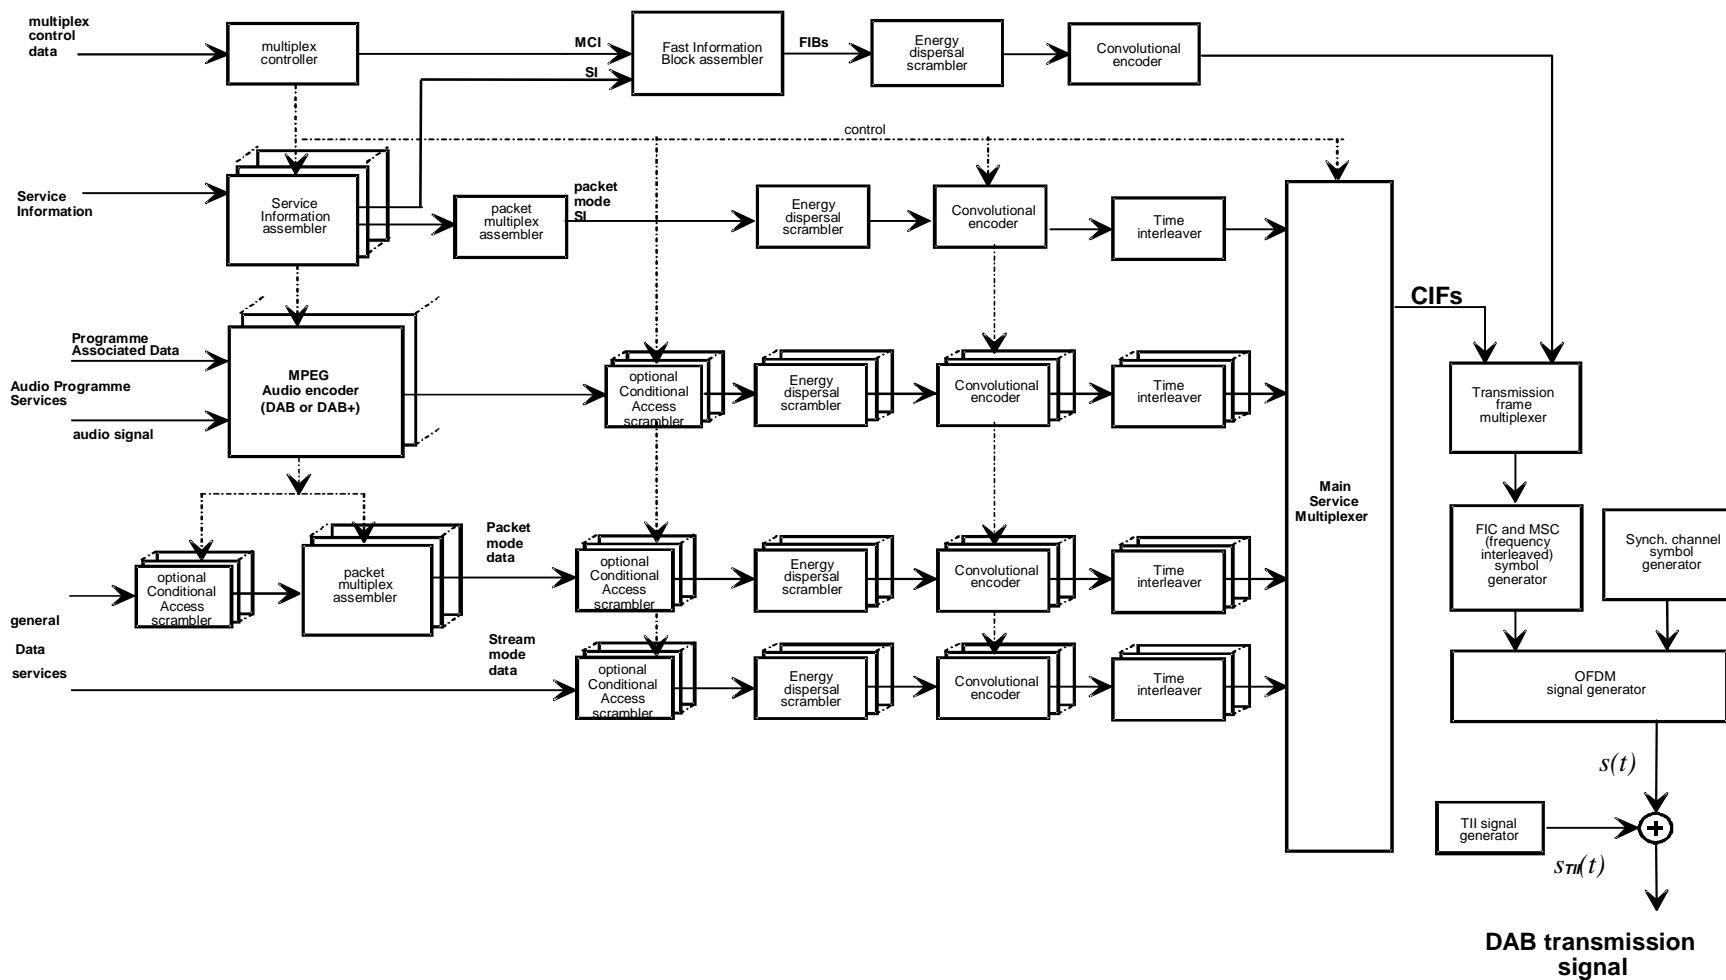 multiplex
control
data
multiplex
controller
MCI
SI
Fast Information
Block assembler
FIBs
Energy
dispersal
scrambler
Convolutional
encoder
control
Service
Information
Service
Information
assembler
packet
multiplex
assembler
packet
mode
SI
Energy
dispersal
scrambler
Convolutional
encoder
Time
interleaver
Programme
Associated Data
Audio Programme
Services
audio signal
MPEG
Audio encoder
(DAB or DAB+)
optional
Conditional
Access
scrambler
Energy
dispersal
scrambler
Convolutional
encoder
Time
interleaver
Main
Service
Multiplexer
CIFs
Transmission
frame
multiplexer
general
Data
services
optional
Conditional
Access
scrambler
packet
multiplex
assembler
Packet
mode
data
optional
Conditional
Access
scrambler
Energy
dispersal
scrambler
Convolutional
encoder
Time
interleaver
FIC and MSC
(frequency
interleaved)
symbol
generator
Synch. channel
symbol
generator
Stream
mode
data
optional
Conditional
Access
scrambler
Energy
dispersal
scrambler
Convolutional
encoder
Time
interleaver
OFDM
signal generator
s(t)
TII signal
generator
+
sTII(t)
DAB transmission
signal